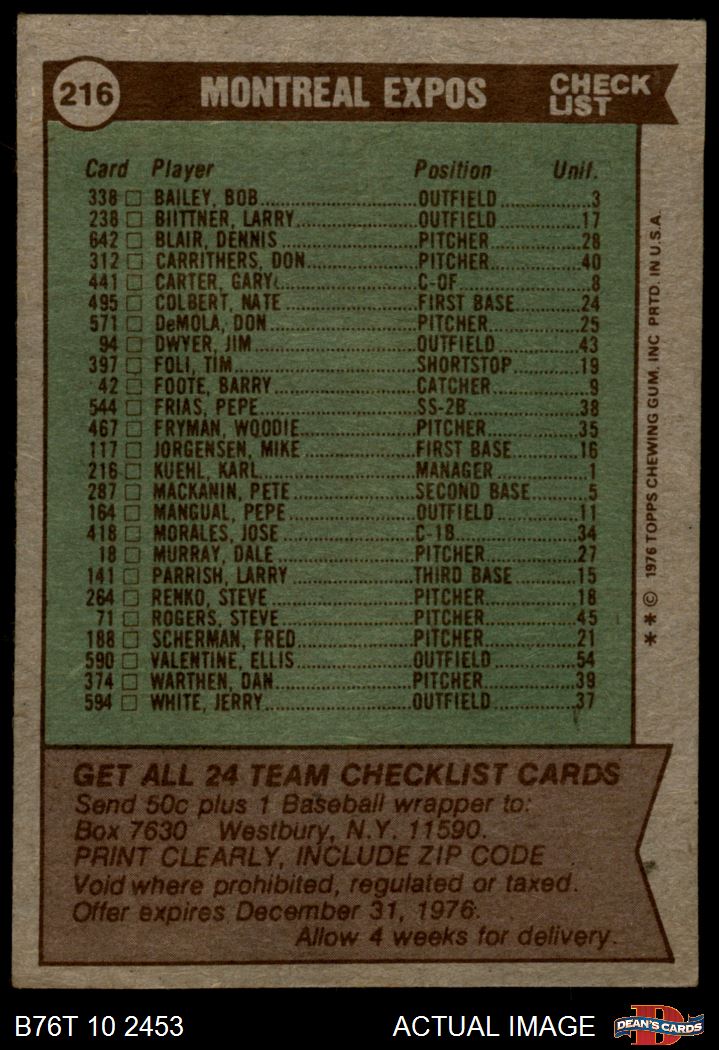 216 MONTREAL EXPOS CHECK LIST
Card Player Position Unif.
338 □ BAILEY, BOB OUTFIELD 3
238 □ BIITTNER, LARRY OUTFIELD 17
642 □ BLAIR, DENNIS PITCHER 28
312 □ CARRITHERS, DON PITCHER 40
441 □ CARTER, GARY C-OF 8
495 □ COLBERT, NATE FIRST BASE 24
571 □ DeMOLA, DON PITCHER 25
94 □ DWYER, JIM OUTFIELD 43
397 □ FOLI, TIM SHORTSTOP 19
42 □ FOOTE, BARRY CATCHER 9
544 □ FRIAS, PEPE SS-2B 38
467 □ FRYMAN, WOODIE PITCHER 35
117 □ JORGENSEN, MIKE FIRST BASE 16
216 □ KUEHL, KARL MANAGER 1
287 □ MACKANIN, PETE SECOND BASE 5
164 □ MANGUAL, PEPE OUTFIELD 11
418 □ MORALES, JOSE C-1B 34
18 □ MURRAY, DALE PITCHER 27
141 □ PARRISH, LARRY THIRD BASE 15
264 □ RENKO, STEVE PITCHER 18
71 □ ROGERS, STEVE PITCHER 45
188 □ SCHERMAN, FRED PITCHER 21
590 □ VALENTINE, ELLIS OUTFIELD 54
374 □ WARTHEN, DAN PITCHER 39
594 □ WHITE, JERRY OUTFIELD 37
* * © 1976 TOPPS CHEWING GUM, INC PRTD. IN U.S.A.
GET ALL 24 TEAM CHECKLIST CARDS
Send 50c plus 1 Baseball wrapper to:
Box 7630 Westbury, N.Y. 11590.
PRINT CLEARLY, INCLUDE ZIP CODE
Void where prohibited, regulated or taxed.
Offer expires December 31, 1976.
Allow 4 weeks for delivery.
B76T 10 2453 ACTUAL IMAGE D DEAN'S CARDS